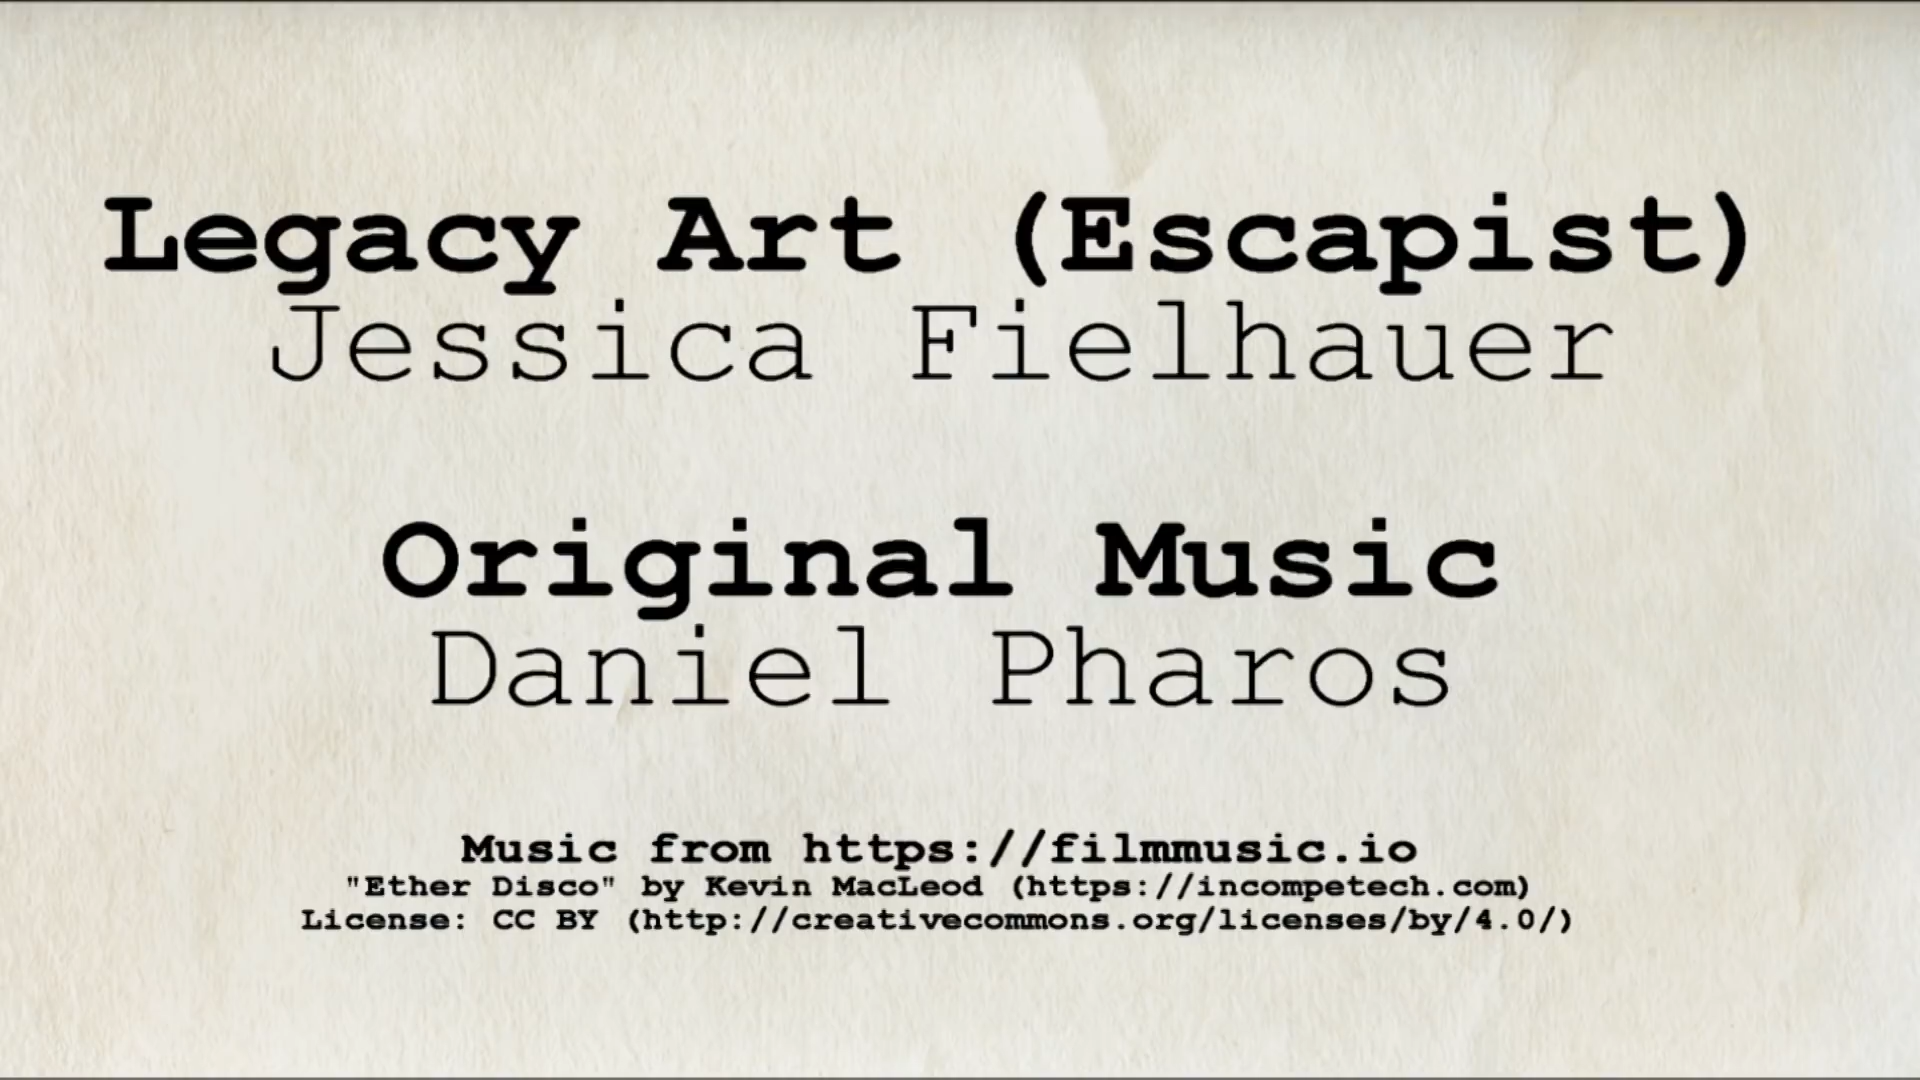 Legacy Art (Escapist)
Jessica Fielhauer
Original Music
Daniel Pharos
Music from https://filmmusic.io
"Ether Disco" by Kevin MacLeod (https://incompetech.com)
License: CC BY (http://creativecommons.org/licenses/by/4.0/)